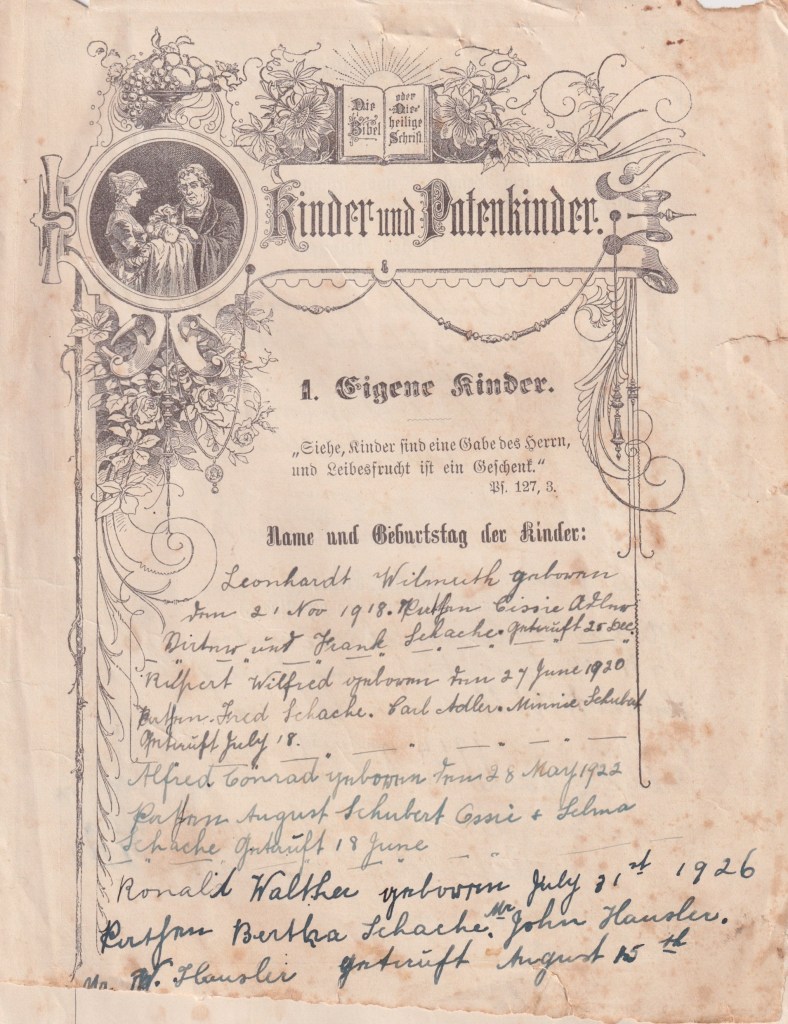 Die Bibel
oder Die heilige Schrift.
Kinder und Patenkinder.
1. Eigene Kinder.
„Siehe, Kinder sind eine Gabe des Herrn,
und Leibesfrucht ist ein Geschenk.“
Ps. 127, 3.
Name und Geburtstag der Kinder:
Leonhardt Wilmuth geboren
den 21 Nov 1918. Pathen Cissie Adler
und Frank Schache. Getauft 25 Dec.
Rupert Wilfred geboren den 27 June 1920
Pathen. Fred Schache. Carl Adler. Minnie Schubert
Getauft July 18.
Alfred Conrad geboren den 28 May 1922
Pathen August Schubert Ossie + Selma
Schache Getauft 18 June
Ronald Walther geboren July 31st 1926
Pathen Bertha Schache. Mr John Hausler.
W. Hausler getauft August 15th